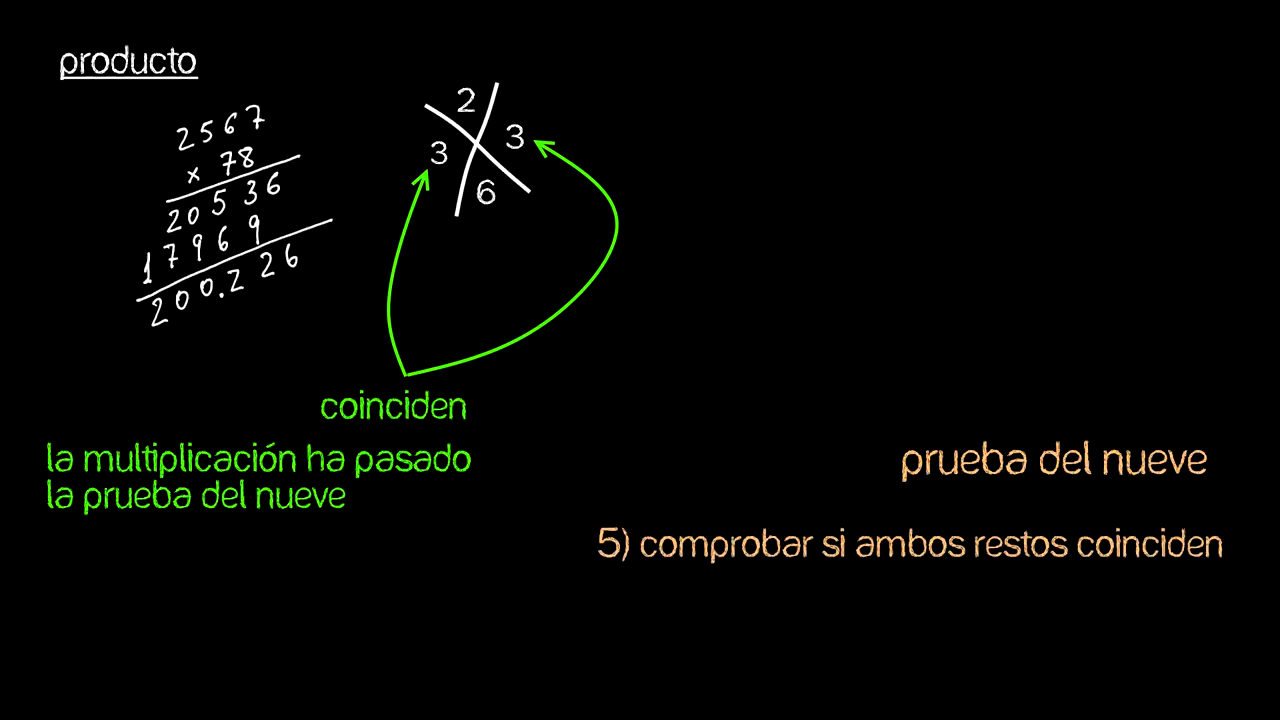 producto
2567
x 78
20536
17969
200.226
2
3 3
6
coinciden
la multiplicación ha pasado
la prueba del nueve
prueba del nueve
5) comprobar si ambos restos coinciden